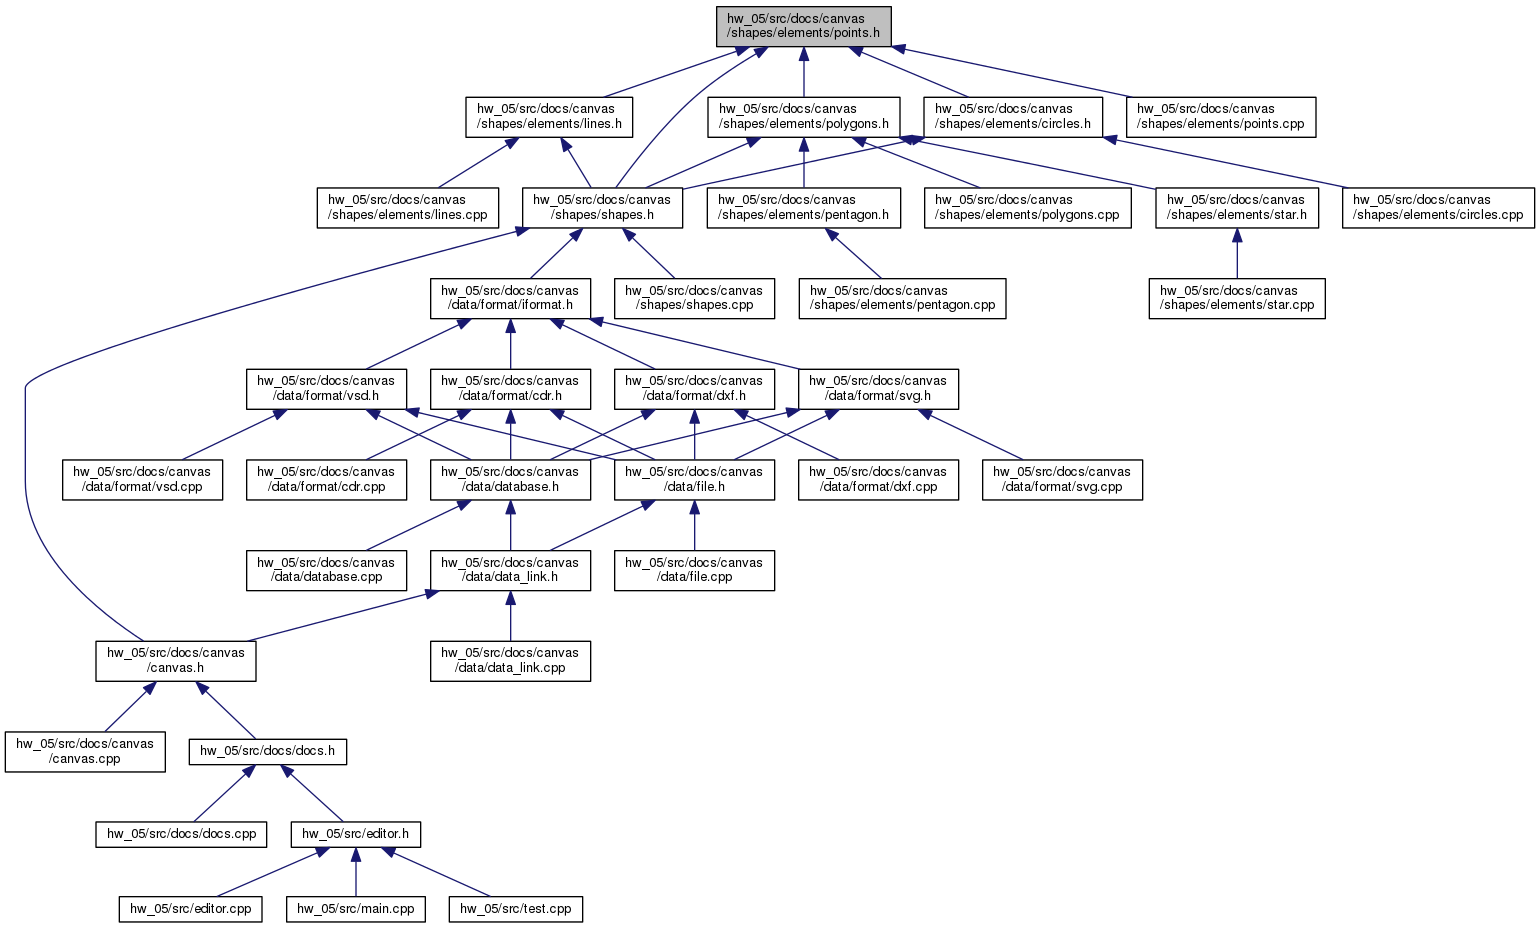 hw_05/src/docs/canvas
/shapes/elements/points.h
hw_05/src/docs/canvas
/shapes/elements/lines.h
hw_05/src/docs/canvas
/shapes/elements/polygons.h
hw_05/src/docs/canvas
/shapes/elements/circles.h
hw_05/src/docs/canvas
/shapes/elements/points.cpp
hw_05/src/docs/canvas
/shapes/elements/lines.cpp
hw_05/src/docs/canvas
/shapes/shapes.h
hw_05/src/docs/canvas
/shapes/elements/pentagon.h
hw_05/src/docs/canvas
/shapes/elements/polygons.cpp
hw_05/src/docs/canvas
/shapes/elements/star.h
hw_05/src/docs/canvas
/shapes/elements/circles.cpp
hw_05/src/docs/canvas
/data/format/iformat.h
hw_05/src/docs/canvas
/shapes/shapes.cpp
hw_05/src/docs/canvas
/shapes/elements/pentagon.cpp
hw_05/src/docs/canvas
/shapes/elements/star.cpp
hw_05/src/docs/canvas
/data/format/vsd.h
hw_05/src/docs/canvas
/data/format/cdr.h
hw_05/src/docs/canvas
/data/format/dxf.h
hw_05/src/docs/canvas
/data/format/svg.h
hw_05/src/docs/canvas
/data/format/vsd.cpp
hw_05/src/docs/canvas
/data/format/cdr.cpp
hw_05/src/docs/canvas
/data/database.h
hw_05/src/docs/canvas
/data/file.h
hw_05/src/docs/canvas
/data/format/dxf.cpp
hw_05/src/docs/canvas
/data/format/svg.cpp
hw_05/src/docs/canvas
/data/database.cpp
hw_05/src/docs/canvas
/data/data_link.h
hw_05/src/docs/canvas
/data/file.cpp
hw_05/src/docs/canvas
/canvas.h
hw_05/src/docs/canvas
/data/data_link.cpp
hw_05/src/docs/canvas
/canvas.cpp
hw_05/src/docs/docs.h
hw_05/src/docs/docs.cpp
hw_05/src/editor.h
hw_05/src/editor.cpp
hw_05/src/main.cpp
hw_05/src/test.cpp